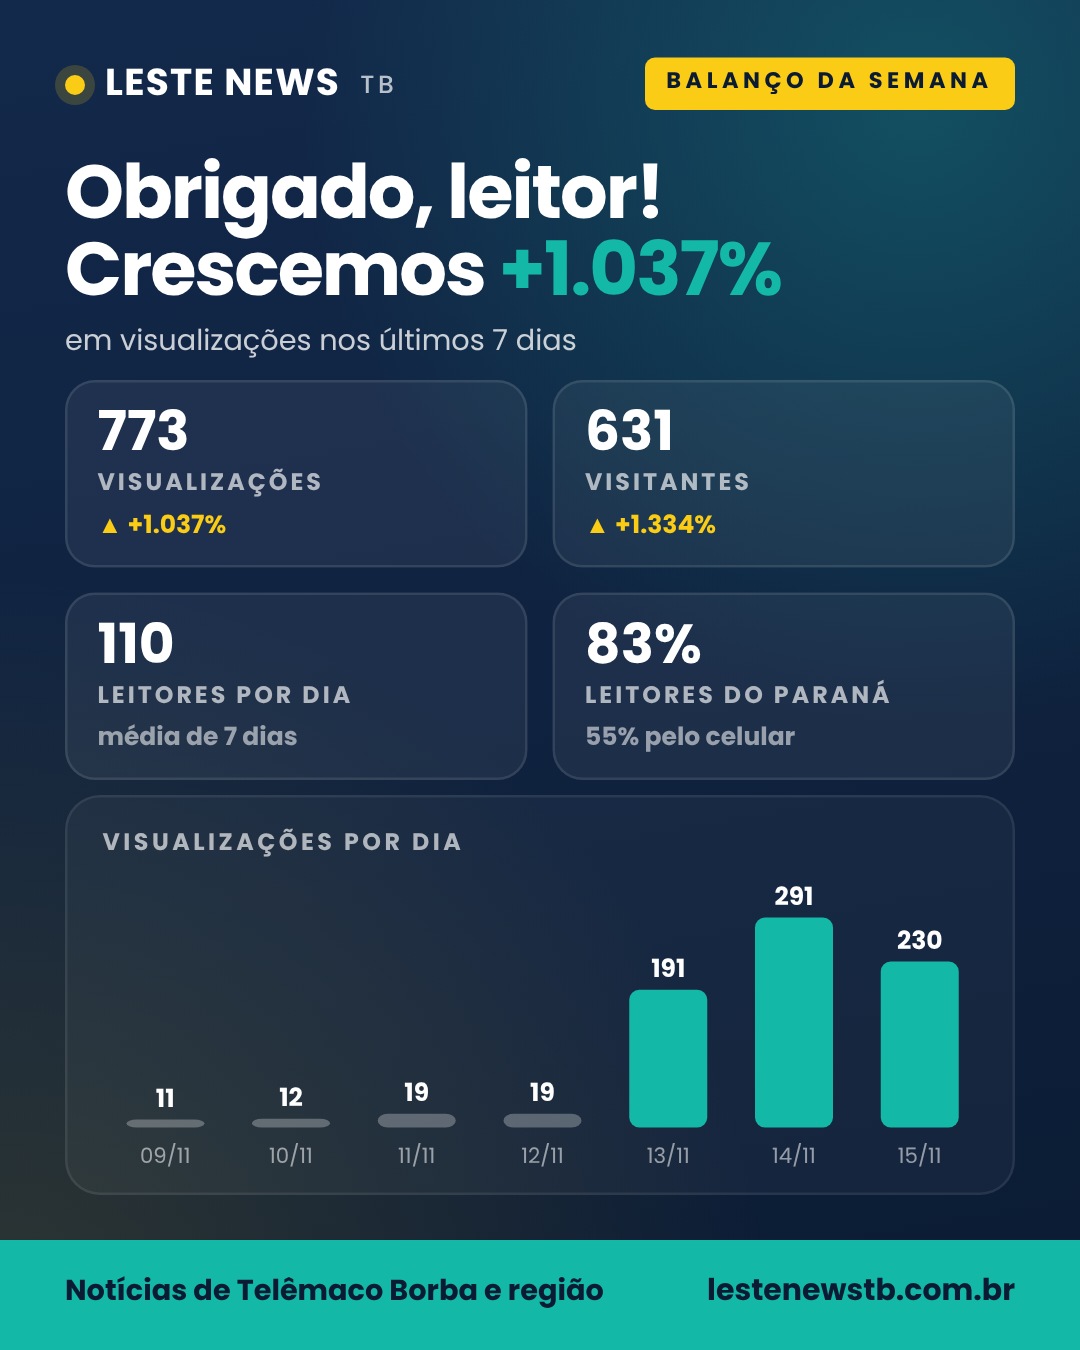 LESTE NEWS TB
BALANÇO DA SEMANA
Obrigado, leitor!
Crescemos +1.037%
em visualizações nos últimos 7 dias
773
VISUALIZAÇÕES
▲ +1.037%
631
VISITANTES
▲ +1.334%
110
LEITORES POR DIA
média de 7 dias
83%
LEITORES DO PARANÁ
55% pelo celular
VISUALIZAÇÕES POR DIA
11
12
19
19
191
291
230
09/11
10/11
11/11
12/11
13/11
14/11
15/11
Notícias de Telêmaco Borba e região
lestenewstb.com.br